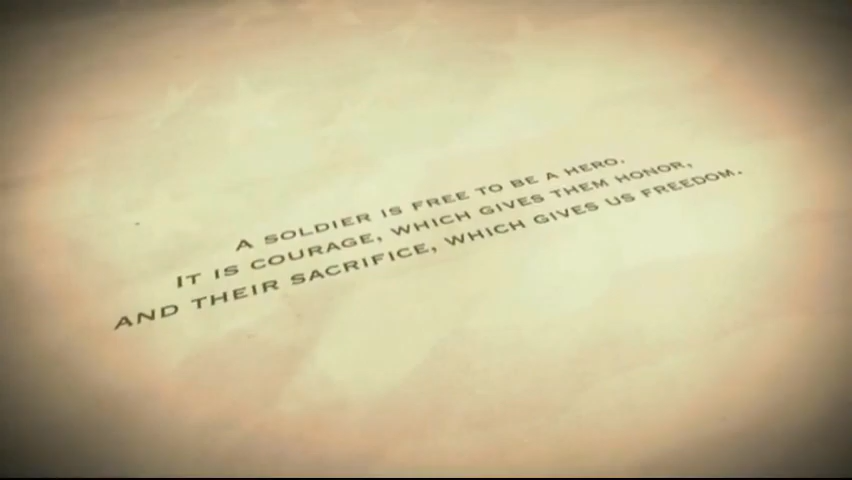 A SOLDIER IS FREE TO BE A HERO.
IT IS COURAGE, WHICH GIVES THEM HONOR,
AND THEIR SACRIFICE, WHICH GIVES US FREEDOM.